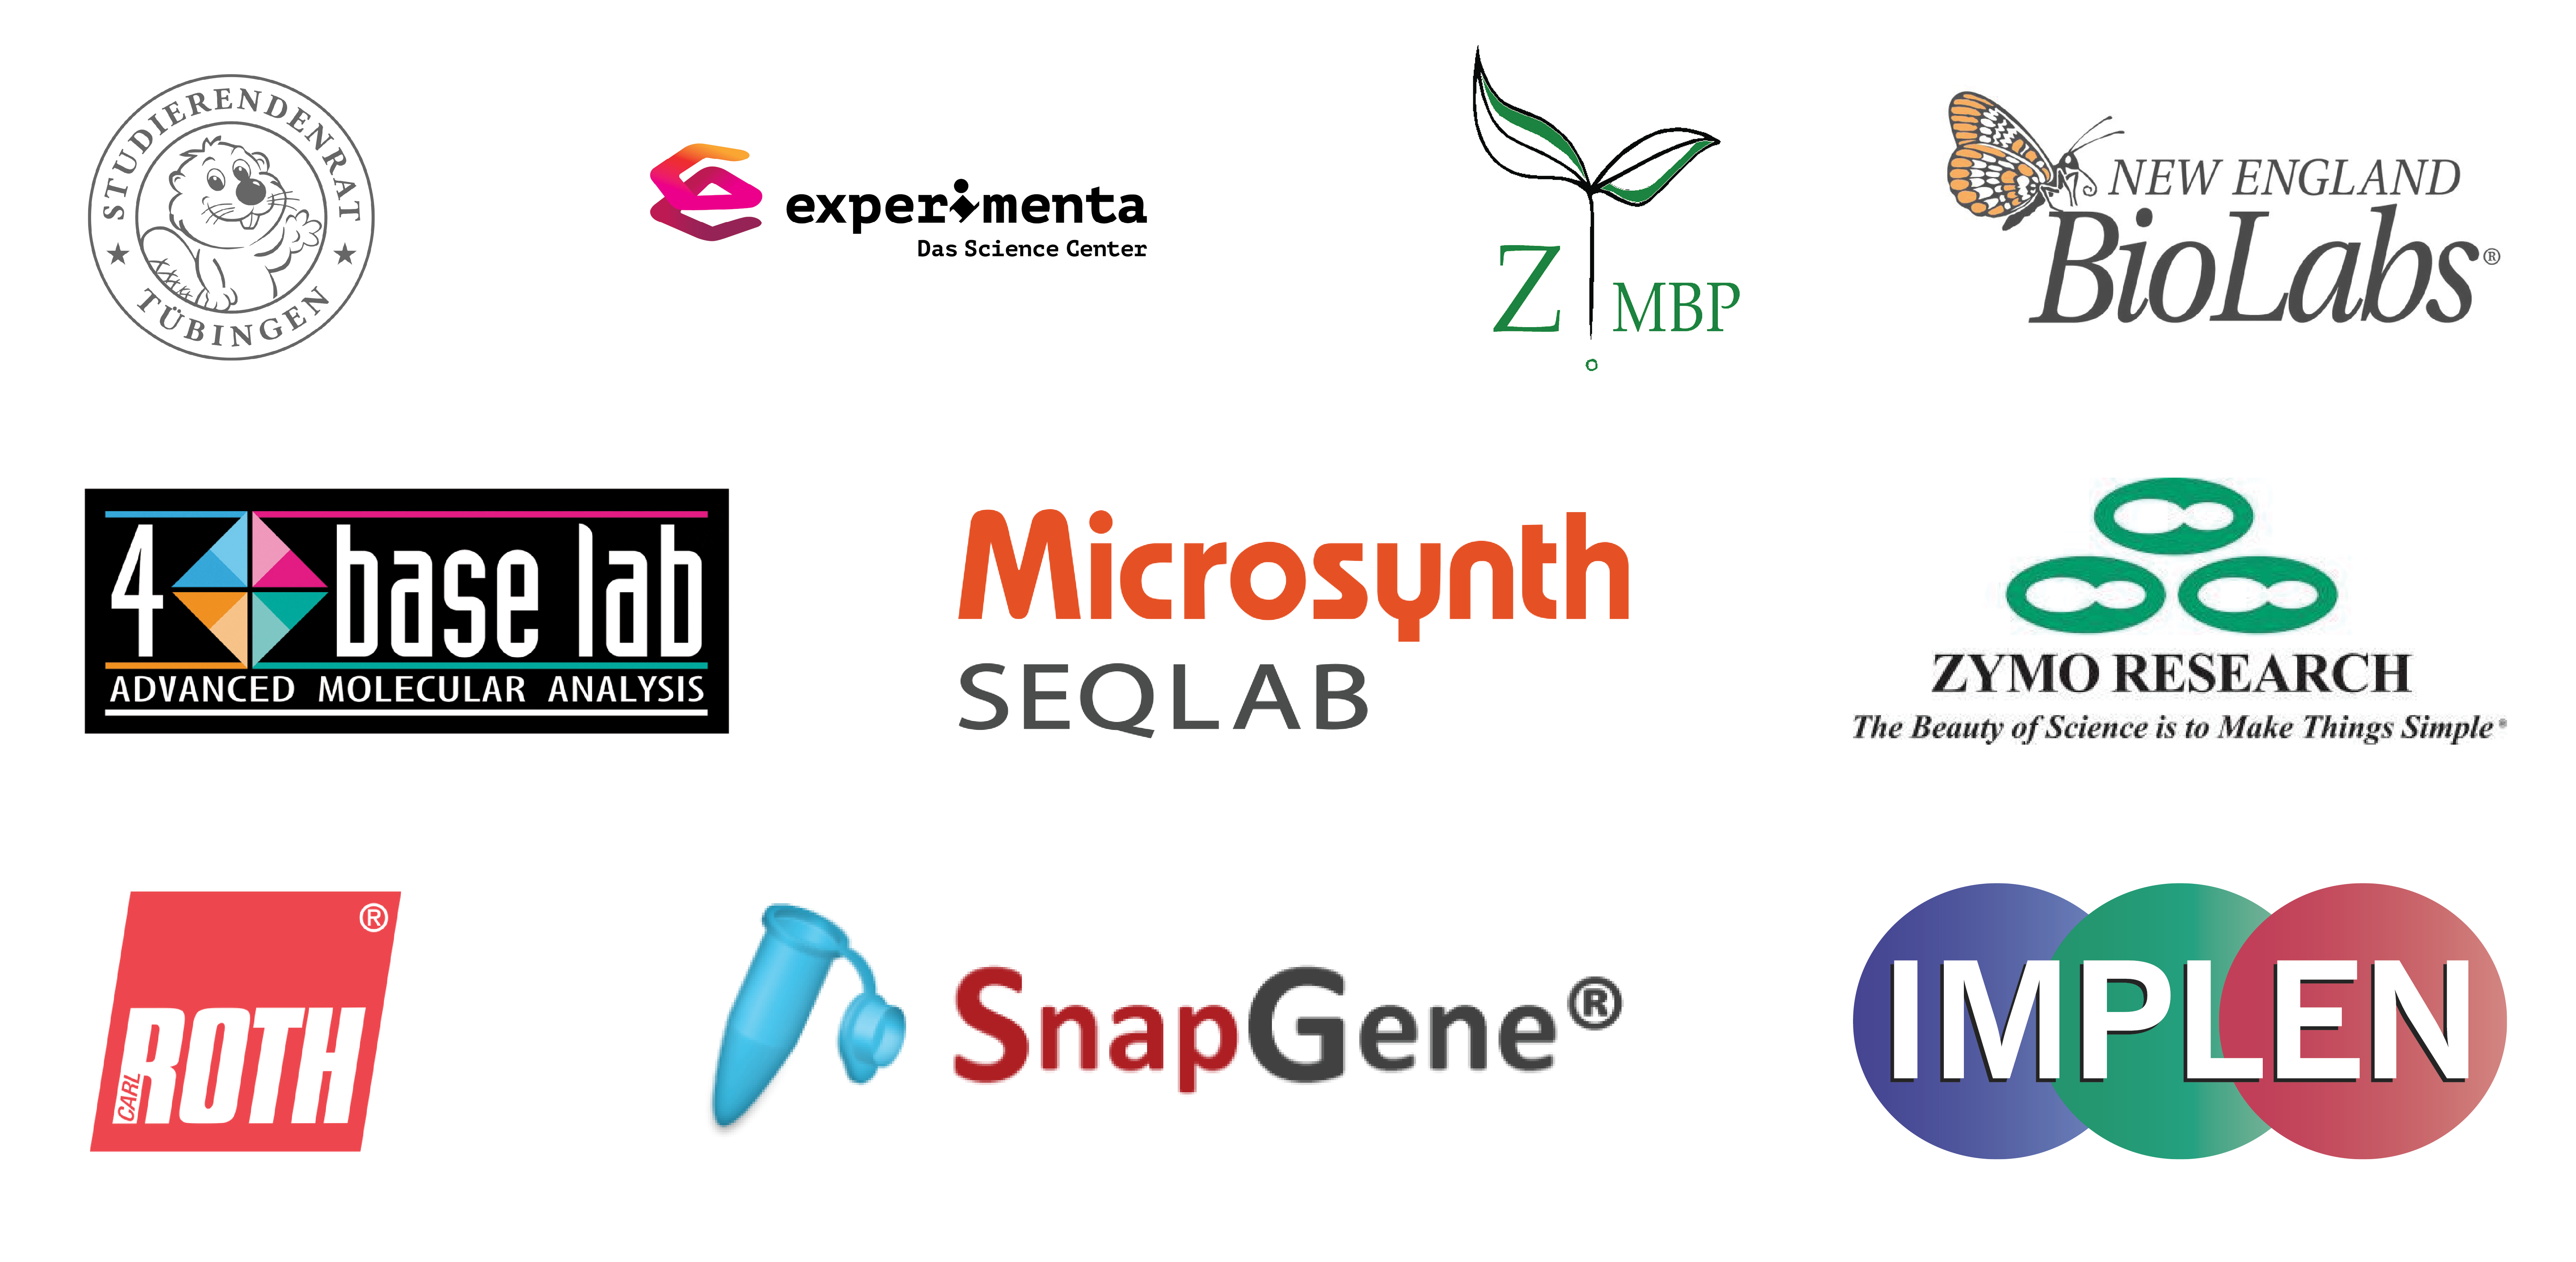 STUDIERENDENRAT
★ ★
TÜBINGEN
experimenta
Das Science Center
Z MBP
NEW ENGLAND
BioLabs®
4 base lab
ADVANCED MOLECULAR ANALYSIS
Microsynth
SEQLAB
ZYMO RESEARCH
The Beauty of Science is to Make Things Simple®
®
CARL
ROTH
SnapGene®
IMPLEN